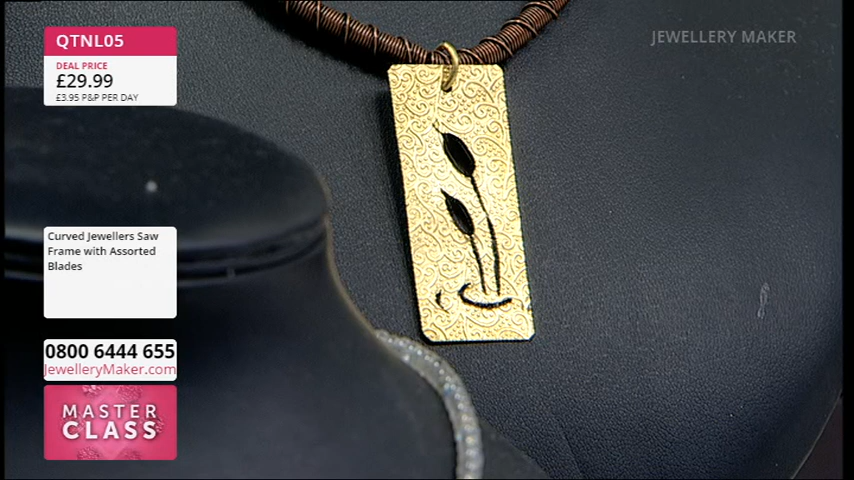 QTNL05
DEAL PRICE
£29.99
£3.95 P&P PER DAY
JEWELLERY MAKER
Curved Jewellers Saw
Frame with Assorted
Blades
0800 6444 655
JewelleryMaker.com
MASTER
CLASS